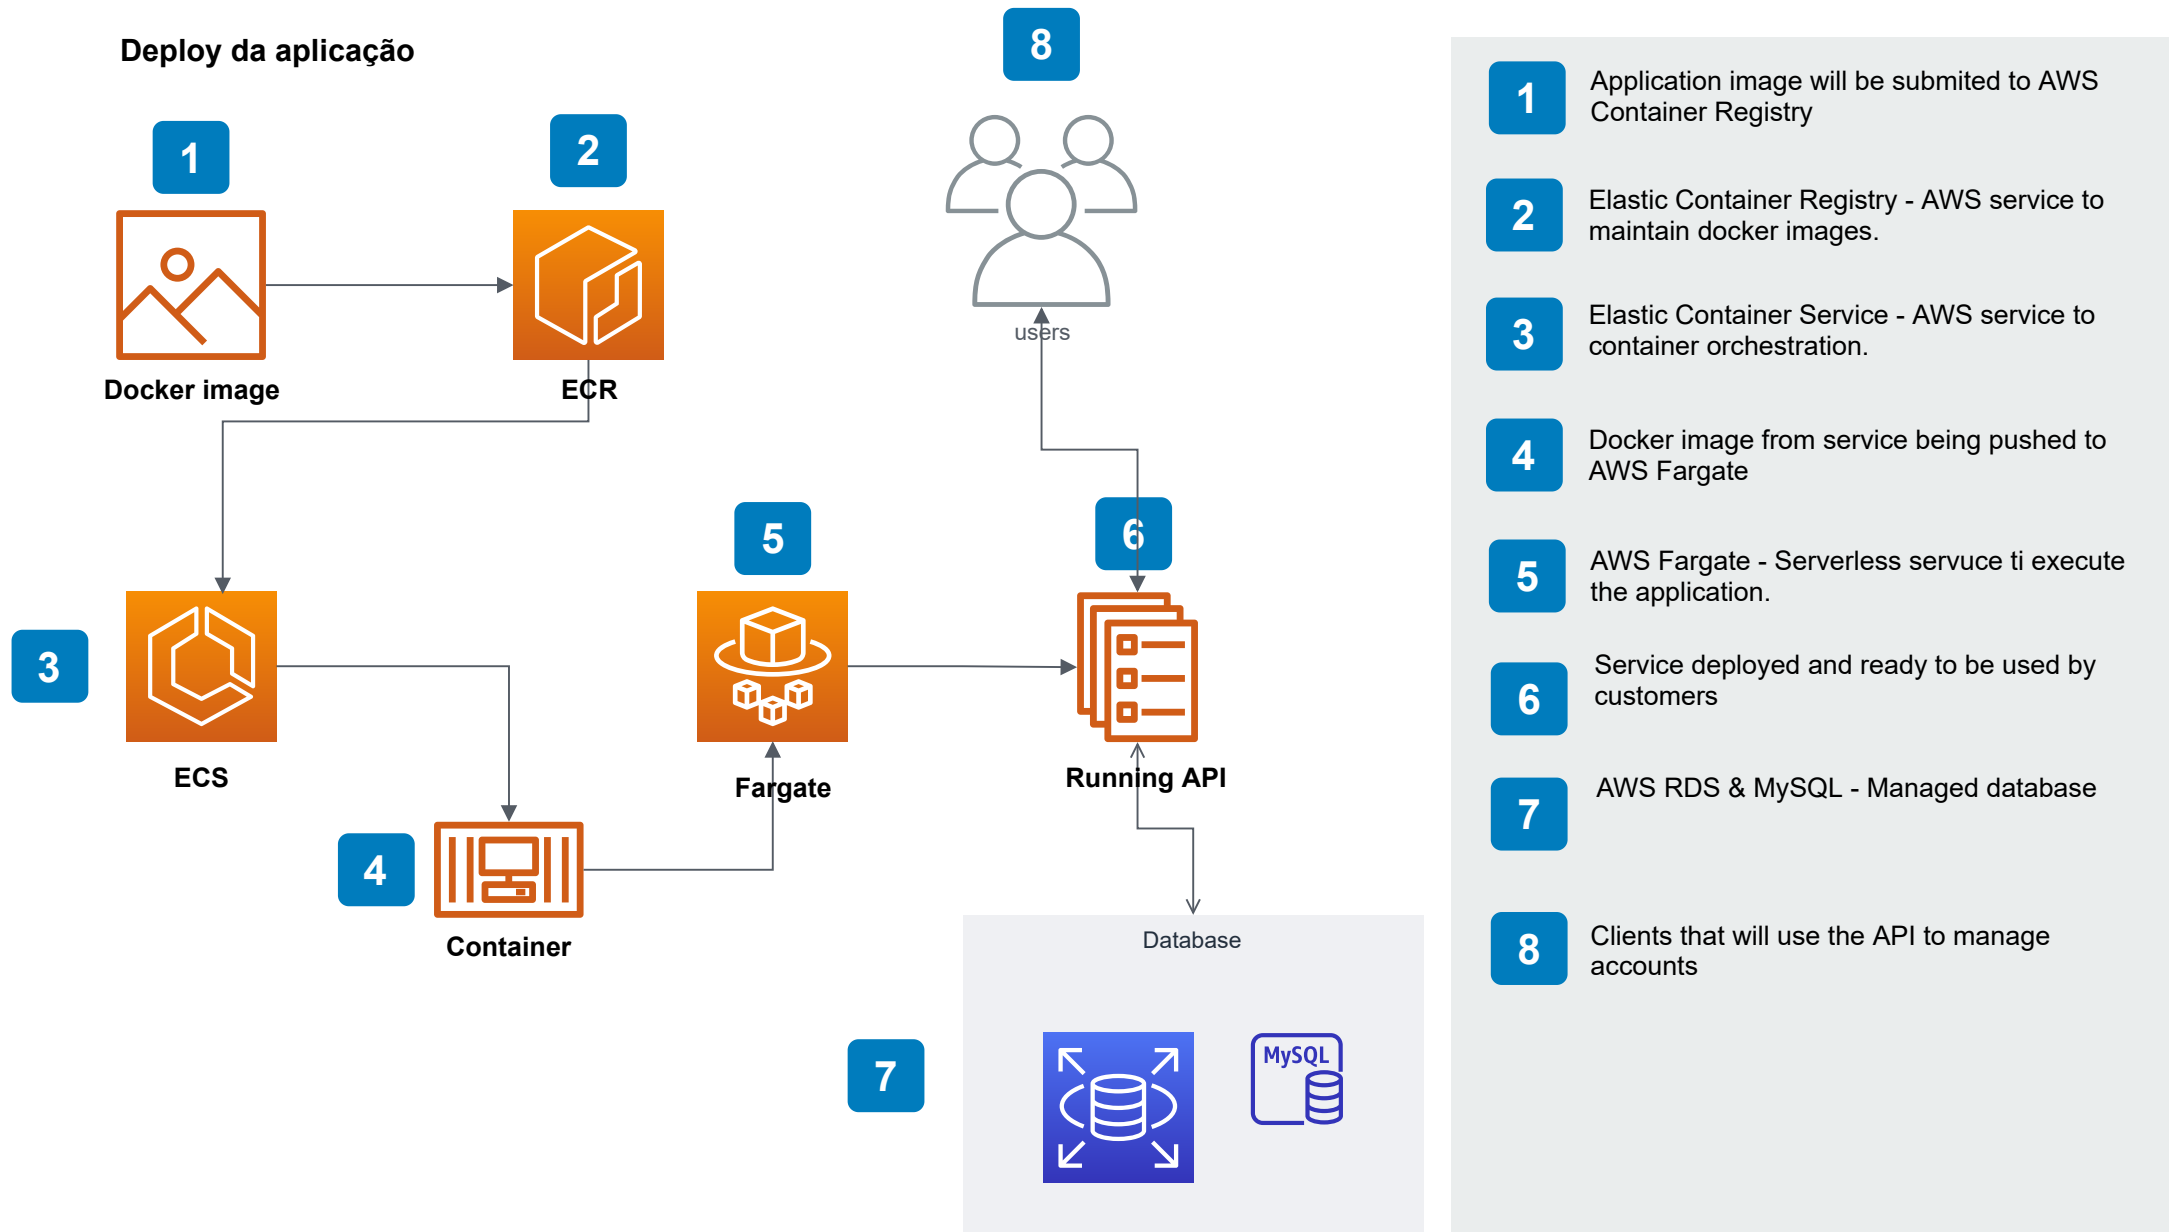 Deploy da aplicação
8
1
2
users
Docker image
ECR
5
6
3
ECS
Fargate
Running API
4
Container
Database
7
MySQL
1
Application image will be submited to AWS
Container Registry
2
Elastic Container Registry - AWS service to
maintain docker images.
3
Elastic Container Service - AWS service to
container orchestration.
4
Docker image from service being pushed to
AWS Fargate
5
AWS Fargate - Serverless servuce ti execute
the application.
6
Service deployed and ready to be used by
customers
7
AWS RDS & MySQL - Managed database
8
Clients that will use the API to manage
accounts